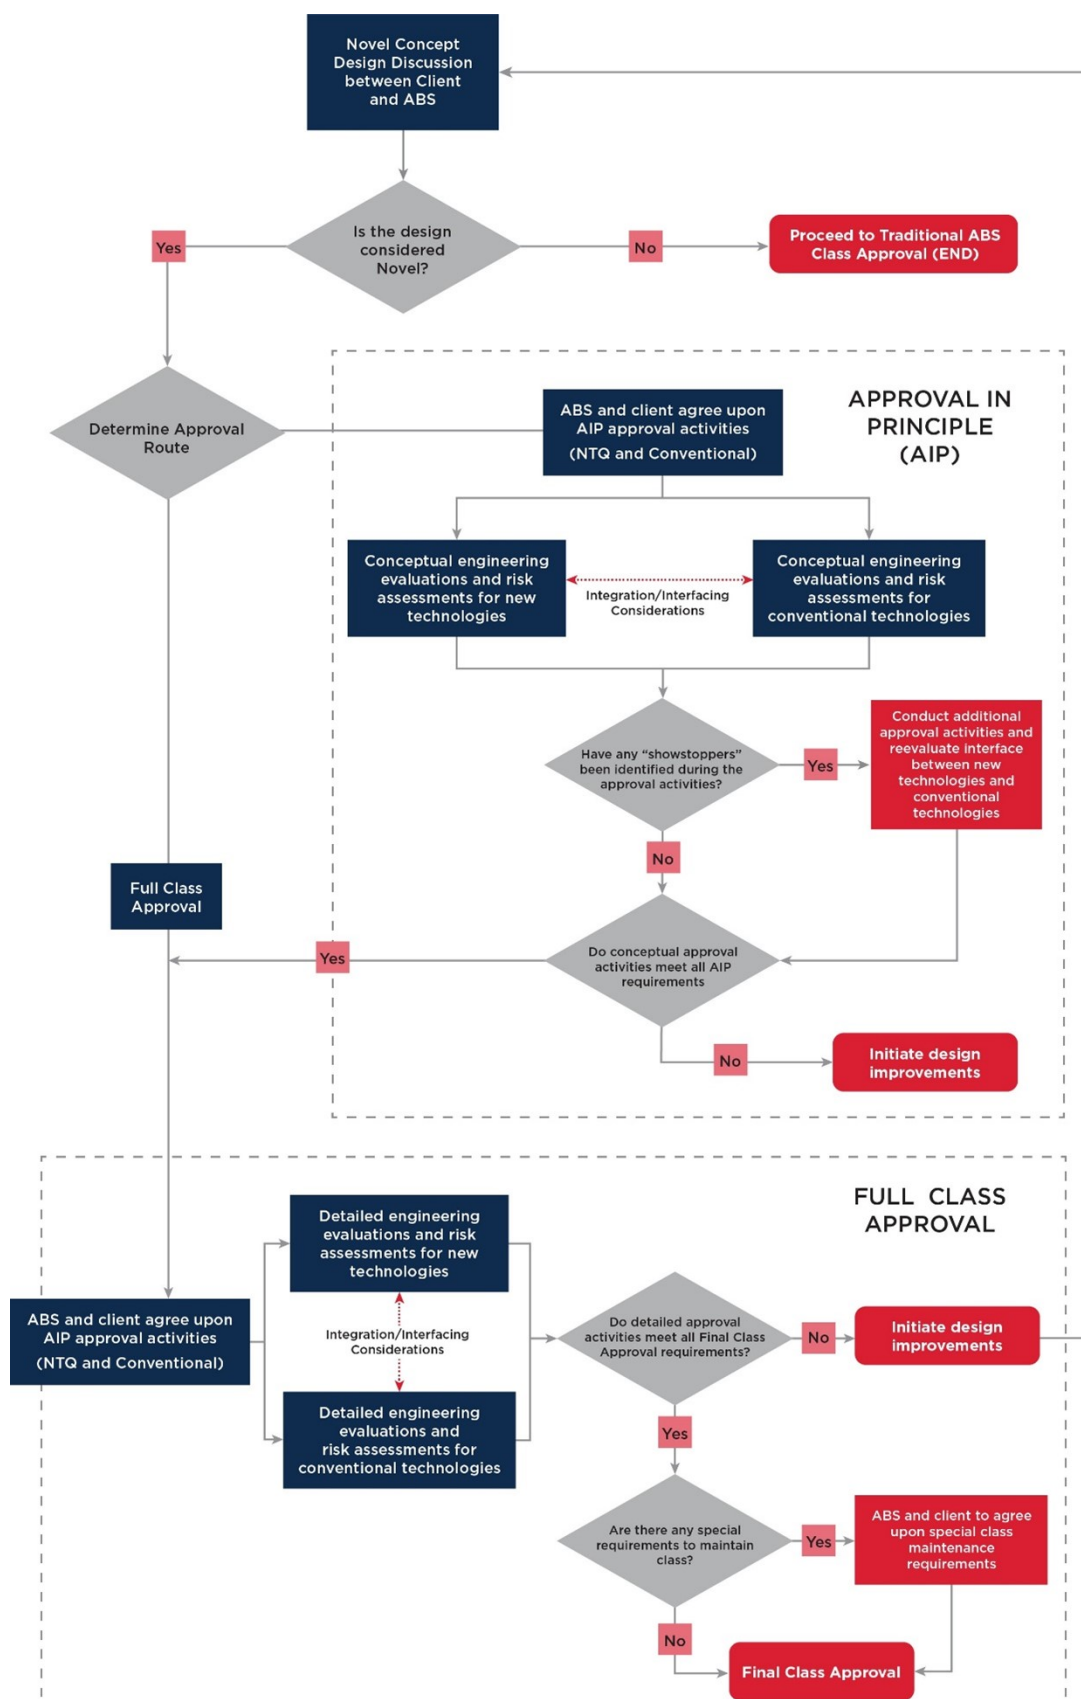 Novel Concept
Design Discussion
between Client
and ABS
Is the design
considered
Novel?
Yes
No
Proceed to Traditional ABS
Class Approval (END)
Determine Approval
Route
APPROVAL IN
PRINCIPLE
(AIP)
ABS and client agree upon
AIP approval activities
(NTQ and Conventional)
Conceptual engineering
evaluations and risk
assessments for new
technologies
Integration/Interfacing
Considerations
Conceptual engineering
evaluations and risk
assessments for
conventional technologies
Have any “showstoppers”
been identified during the
approval activities?
Yes
Conduct additional
approval activities and
reevaluate interface
between new
technologies and
conventional
technologies
No
Full Class
Approval
Do conceptual approval
activities meet all AIP
requirements
Yes
No
Initiate design
improvements
FULL CLASS
APPROVAL
Detailed engineering
evaluations and risk
assessments for new
technologies
ABS and client agree upon
AIP approval activities
(NTQ and Conventional)
Integration/Interfacing
Considerations
Detailed engineering
evaluations and
risk assessments for
conventional technologies
Do detailed approval
activities meet all Final Class
Approval requirements?
No
Initiate design
improvements
Yes
Are there any special
requirements to maintain
class?
Yes
ABS and client to agree
upon special class
maintenance
requirements
No
Final Class Approval